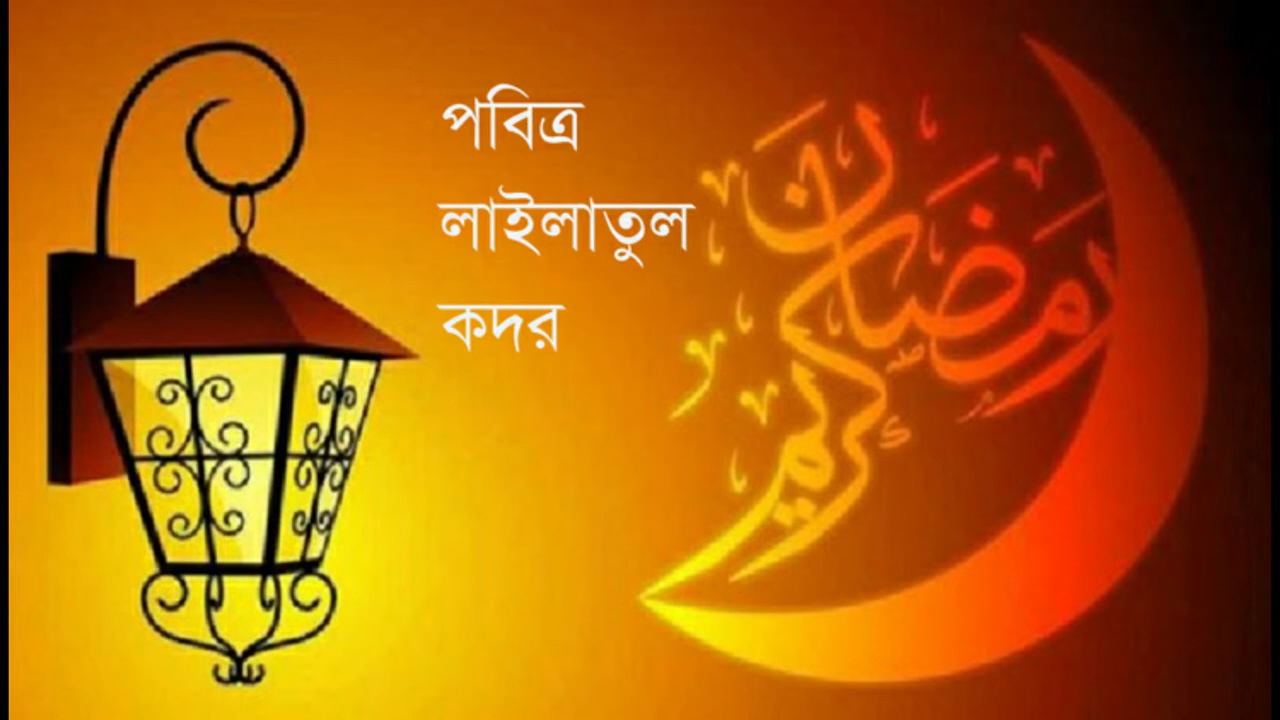 পবিত্র
লাইলাতুল
কদর
رمضان
كريم